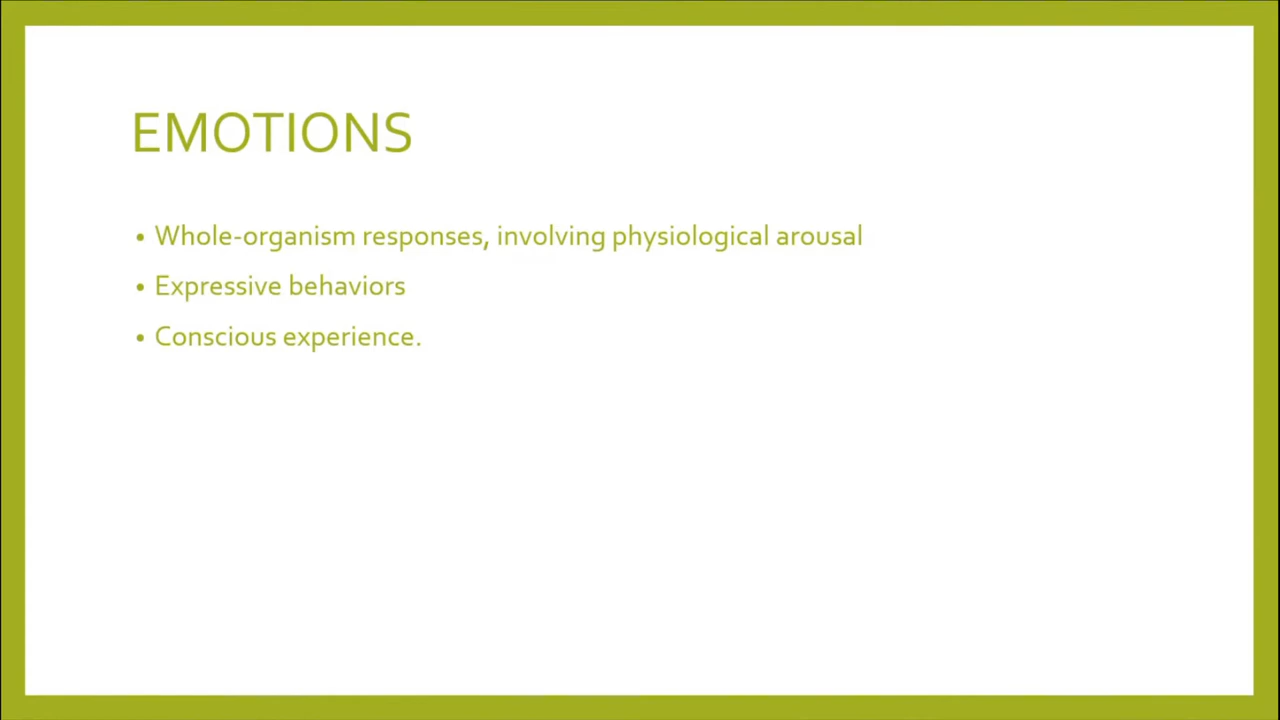 EMOTIONS
• Whole-organism responses, involving physiological arousal
• Expressive behaviors
• Conscious experience.